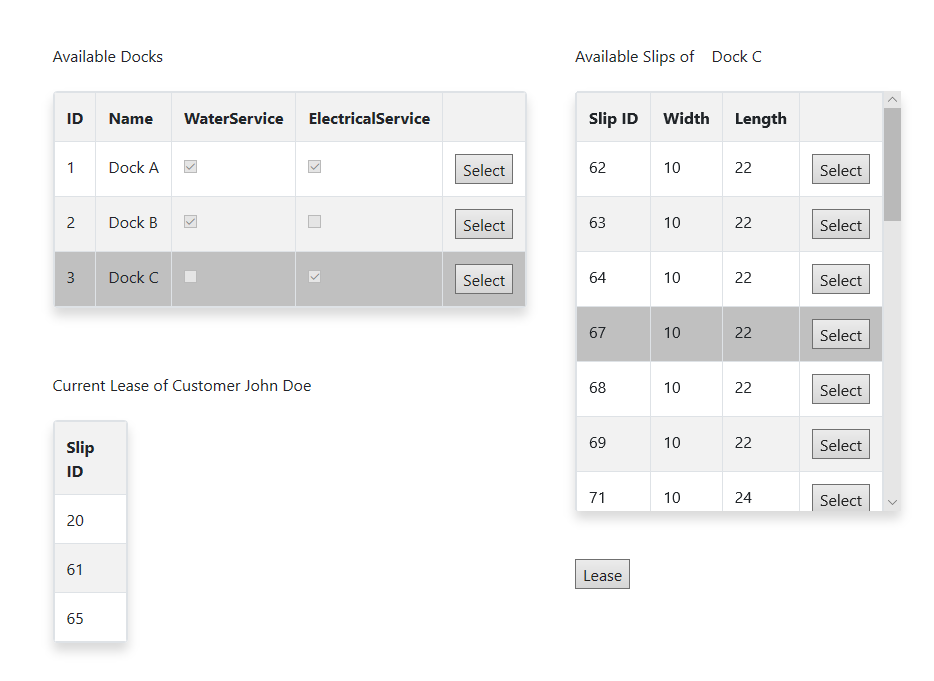 Available Docks
ID Name WaterService ElectricalService
1 Dock A Select
2 Dock B Select
3 Dock C Select
Current Lease of Customer John Doe
Slip
ID
20
61
65
Available Slips of Dock C
Slip ID Width Length
62 10 22 Select
63 10 22 Select
64 10 22 Select
67 10 22 Select
68 10 22 Select
69 10 22 Select
71 10 24 Select
Lease